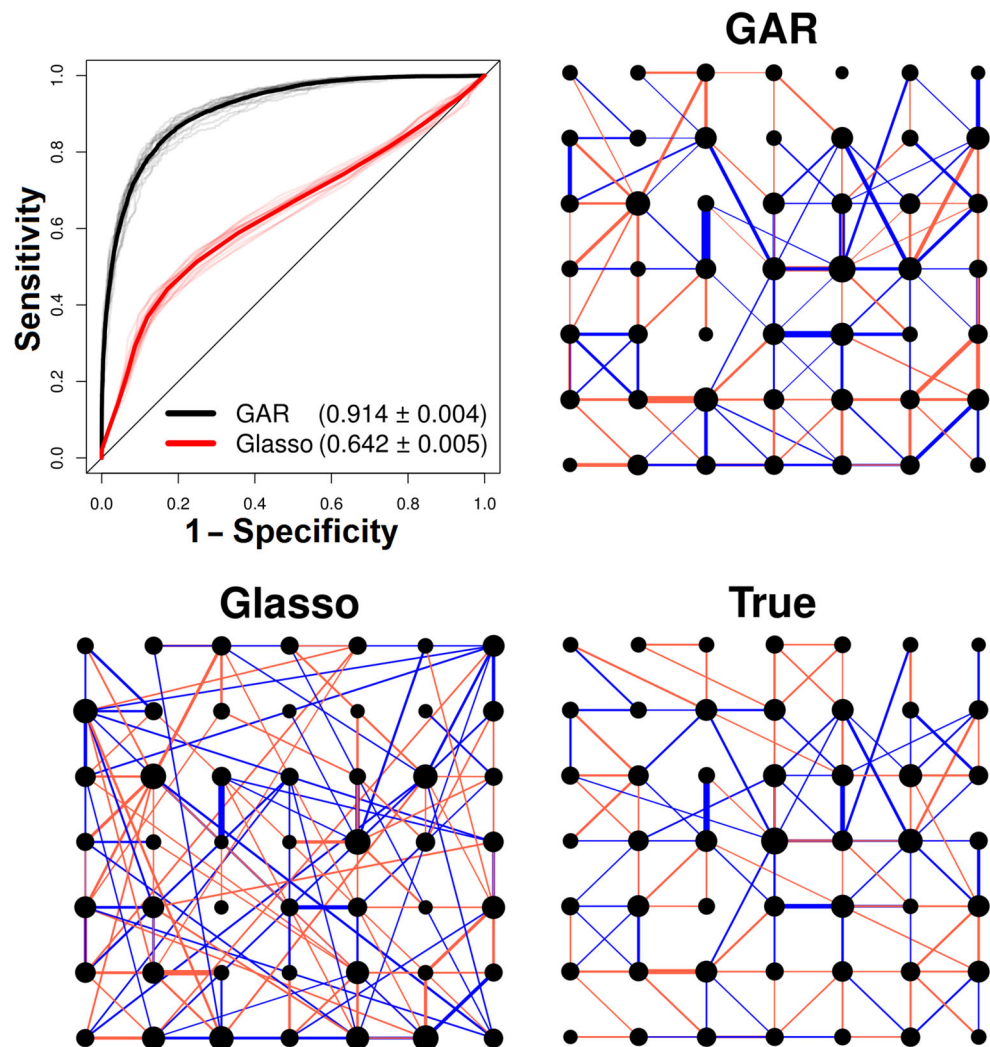 GAR
Sensitivity
0.0 0.2 0.4 0.6 0.8 1.0
GAR (0.914 ± 0.004)
Glasso (0.642 ± 0.005)
0.0 0.2 0.4 0.6 0.8 1.0
1 – Specificity
Glasso
True